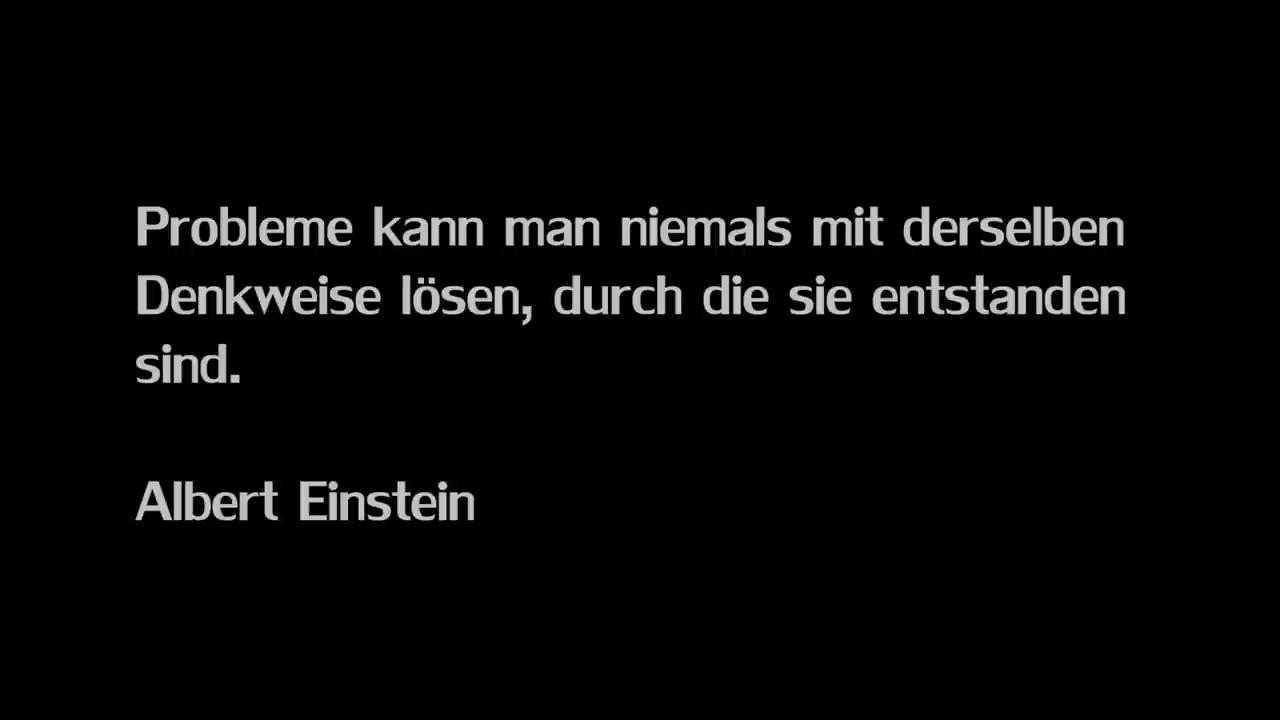 Probleme kann man niemals mit derselben
Denkweise lösen, durch die sie entstanden
sind.
Albert Einstein